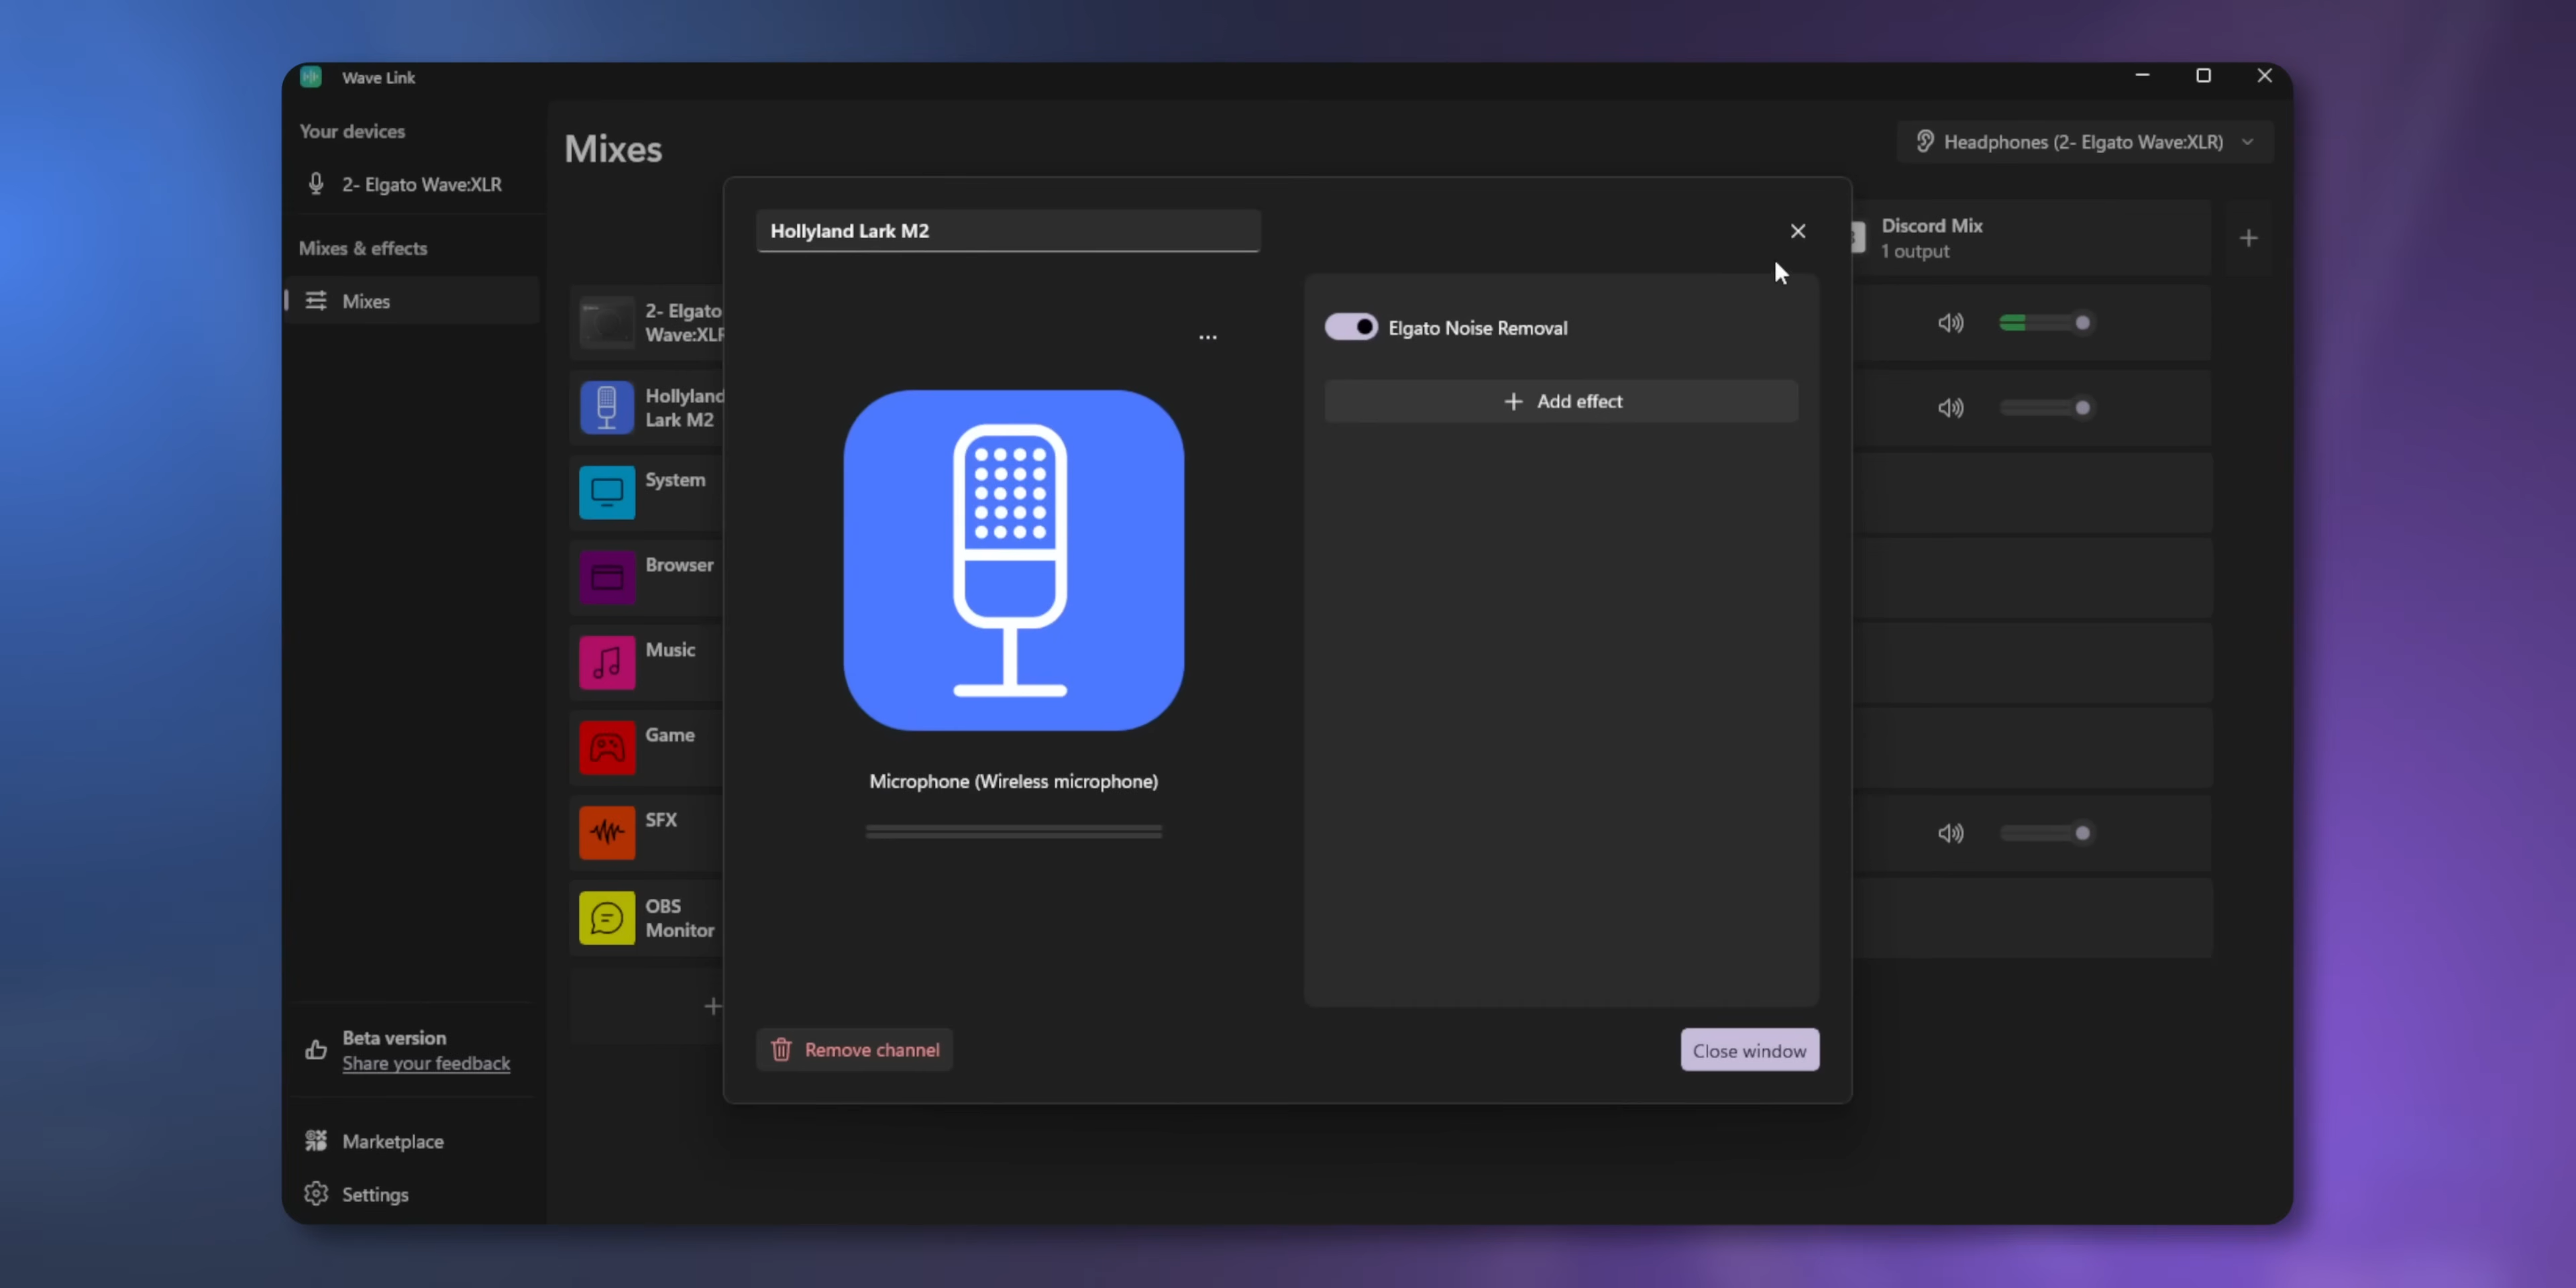 Wave Link
Your devices
2- Elgato Wave:XLR
Mixes & effects
Mixes
Beta version
Share your feedback
Marketplace
Settings
Mixes
Headphones (2- Elgato Wave:XLR)
Discord Mix
1 output
2- Elgato
Wave:XLR
Hollyland
Lark M2
System
Browser
Music
Game
SFX
OBS
Monitor
Hollyland Lark M2
Microphone (Wireless microphone)
Elgato Noise Removal
Add effect
Remove channel
Close window